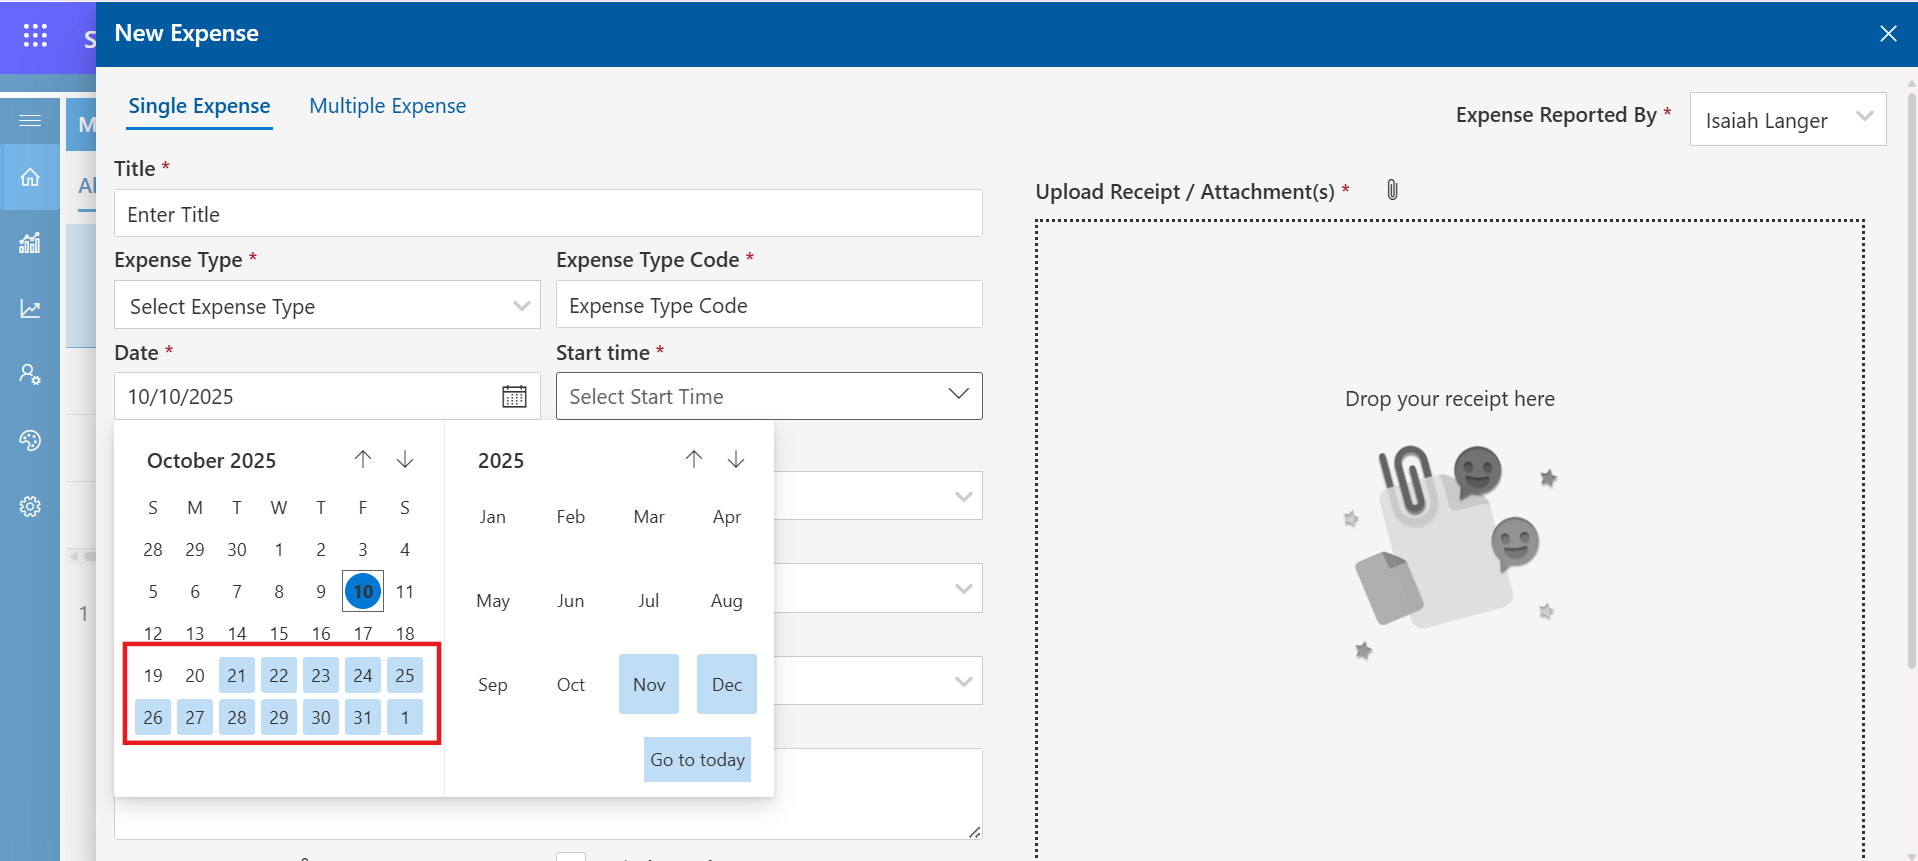 S
New Expense
M
Al
1
Single Expense
Multiple Expense
Expense Reported By *
Isaiah Langer
Title *
Enter Title
Expense Type *
Expense Type Code *
Select Expense Type
Expense Type Code
Date *
Start time *
10/10/2025
Select Start Time
October 2025
S M T W T F S
28 29 30 1 2 3 4
5 6 7 8 9 10 11
12 13 14 15 16 17 18
19 20 21 22 23 24 25
26 27 28 29 30 31 1
2025
Jan Feb Mar Apr
May Jun Jul Aug
Sep Oct Nov Dec
Go to today
Upload Receipt / Attachment(s) *
Drop your receipt here